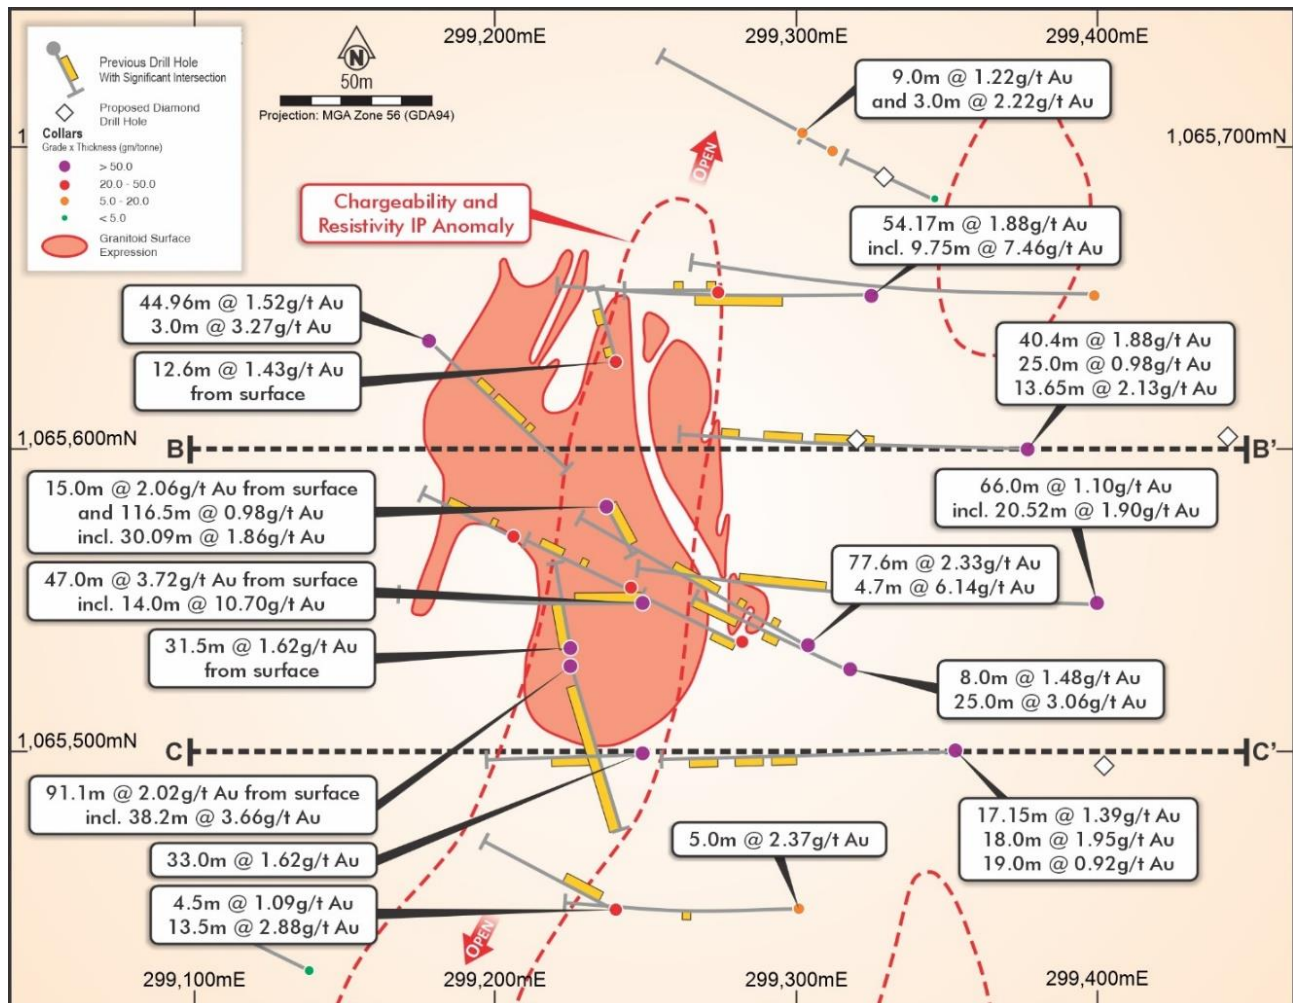 299,200mE
299,300mE
299,400mE
Previous Drill Hole
With Significant Intersection
Proposed Diamond
Drill Hole
Collars
Grade x Thickness (gm/tonne)
> 50.0
20.0 - 50.0
5.0 - 20.0
< 5.0
Granitoid Surface
Expression
N
50m
Projection: MGA Zone 56 (GDA94)
9.0m @ 1.22g/t Au
and 3.0m @ 2.22g/t Au
1
1,065,700mN
OPEN
Chargeability and
Resistivity IP Anomaly
54.17m @ 1.88g/t Au
incl. 9.75m @ 7.46g/t Au
44.96m @ 1.52g/t Au
3.0m @ 3.27g/t Au
12.6m @ 1.43g/t Au
from surface
40.4m @ 1.88g/t Au
25.0m @ 0.98g/t Au
13.65m @ 2.13g/t Au
1,065,600mN
B
B'
15.0m @ 2.06g/t Au from surface
and 116.5m @ 0.98g/t Au
incl. 30.09m @ 1.86g/t Au
66.0m @ 1.10g/t Au
incl. 20.52m @ 1.90g/t Au
47.0m @ 3.72g/t Au from surface
incl. 14.0m @ 10.70g/t Au
77.6m @ 2.33g/t Au
4.7m @ 6.14g/t Au
31.5m @ 1.62g/t Au
from surface
8.0m @ 1.48g/t Au
25.0m @ 3.06g/t Au
1,065,500mN
C
C'
91.1m @ 2.02g/t Au from surface
incl. 38.2m @ 3.66g/t Au
17.15m @ 1.39g/t Au
18.0m @ 1.95g/t Au
19.0m @ 0.92g/t Au
33.0m @ 1.62g/t Au
5.0m @ 2.37g/t Au
4.5m @ 1.09g/t Au
13.5m @ 2.88g/t Au
OPEN
299,100mE
299,200mE
299,300mE
299,400mE